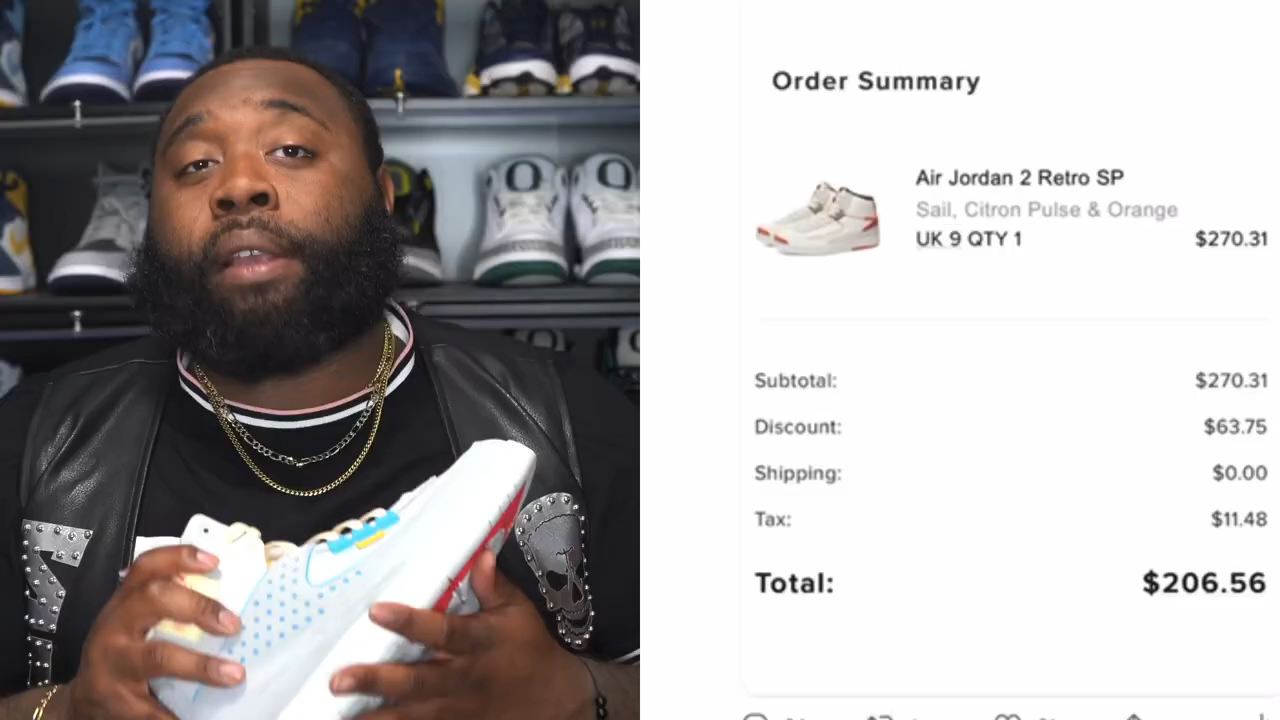 Order Summary
Air Jordan 2 Retro SP
Sail, Citron Pulse & Orange
UK 9 QTY 1
$270.31
Subtotal:
$270.31
Discount:
$63.75
Shipping:
$0.00
Tax:
$11.48
Total:
$206.56